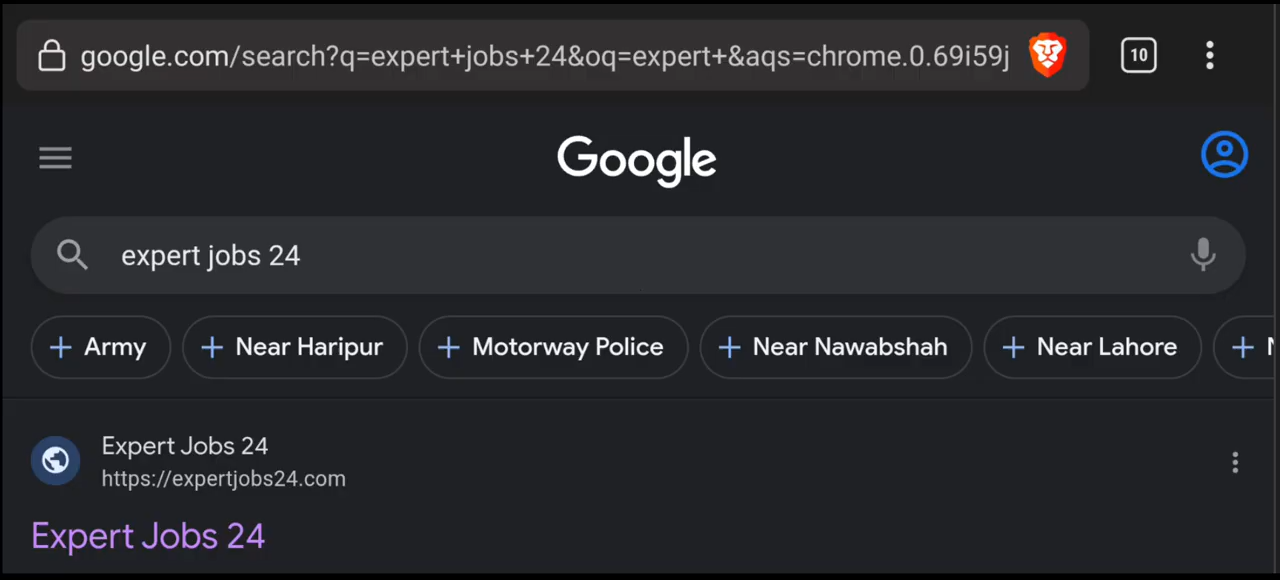 google.com/search?q=expert+jobs+24&oq=expert+&aqs=chrome.0.69i59j
10
Google
expert jobs 24
+ Army + Near Haripur + Motorway Police + Near Nawabshah + Near Lahore +
Expert Jobs 24
https://expertjobs24.com
Expert Jobs 24